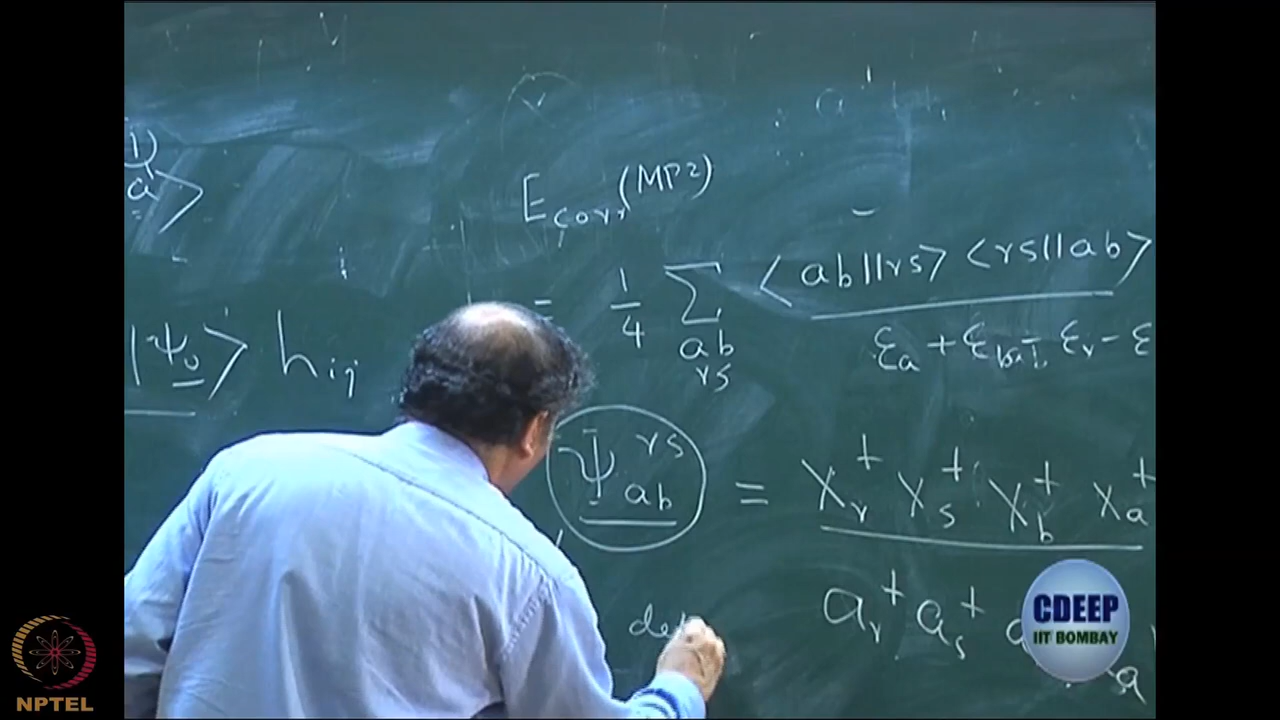 E_corr (MP2)
= 1/4 Σ_{ab rs} <ab||rs> <rs||ab>
ε_a + ε_b - ε_r - ε
a>
|ψ_0> h_ij
ψ_ab^rs = χ_r^+ χ_s^+ χ_b^+ χ_a^+
a_r^+ a_s^+ a
a
CDEEP
IIT BOMBAY
NPTEL